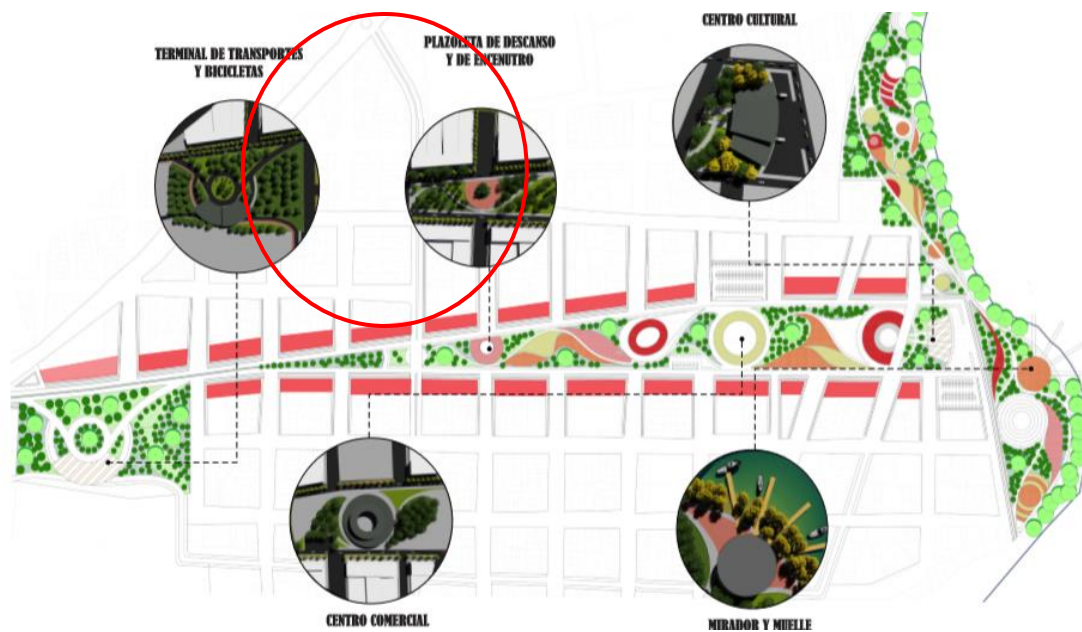 TERMINAL DE TRANSPORTES
Y BICICLETAS
PLAZOLETA DE DESCANSO
Y DE ENCENUTRO
CENTRO CULTURAL
CENTRO COMERCIAL
MIRADOR Y MUELLE